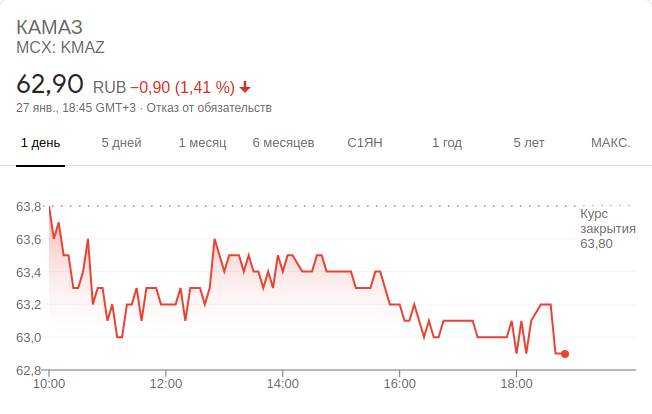 КАМАЗ
MCX: KMAZ
62,90 RUB −0,90 (1,41 %)
27 янв., 18:45 GMT+3 · Отказ от обязательств
1 день 5 дней 1 месяц 6 месяцев С1ЯН 1 год 5 лет МАКС.
63,8
Курс
закрытия
63,80
63,6
63,4
63,2
63,0
62,8
10:00 12:00 14:00 16:00 18:00